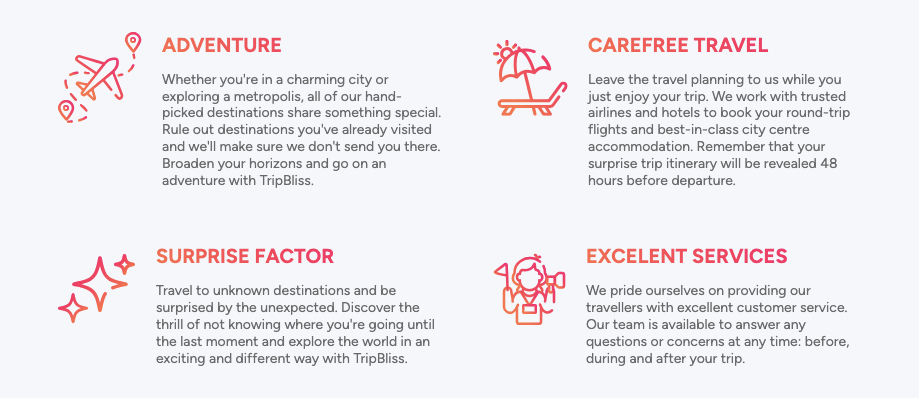 ADVENTURE
Whether you're in a charming city or
exploring a metropolis, all of our hand-
picked destinations share something special.
Rule out destinations you've already visited
and we'll make sure we don't send you there.
Broaden your horizons and go on an
adventure with TripBliss.
CAREFREE TRAVEL
Leave the travel planning to us while you
just enjoy your trip. We work with trusted
airlines and hotels to book your round-trip
flights and best-in-class city centre
accommodation. Remember that your
surprise trip itinerary will be revealed 48
hours before departure.
SURPRISE FACTOR
Travel to unknown destinations and be
surprised by the unexpected. Discover the
thrill of not knowing where you're going until
the last moment and explore the world in an
exciting and different way with TripBliss.
EXCELENT SERVICES
We pride ourselves on providing our
travellers with excellent customer service.
Our team is available to answer any
questions or concerns at any time: before,
during and after your trip.